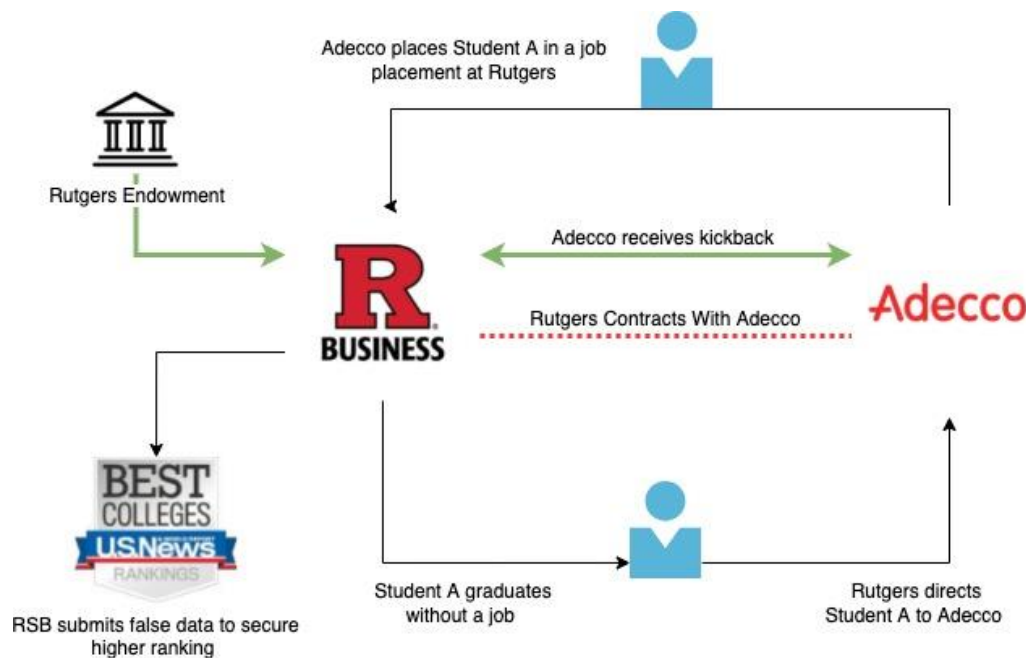 Adecco places Student A in a job
placement at Rutgers
Rutgers Endowment
Adecco receives kickback
R
BUSINESS
Rutgers Contracts With Adecco
Adecco
BEST
COLLEGES
U.S.News
RANKINGS
RSB submits false data to secure
higher ranking
Student A graduates
without a job
Rutgers directs
Student A to Adecco